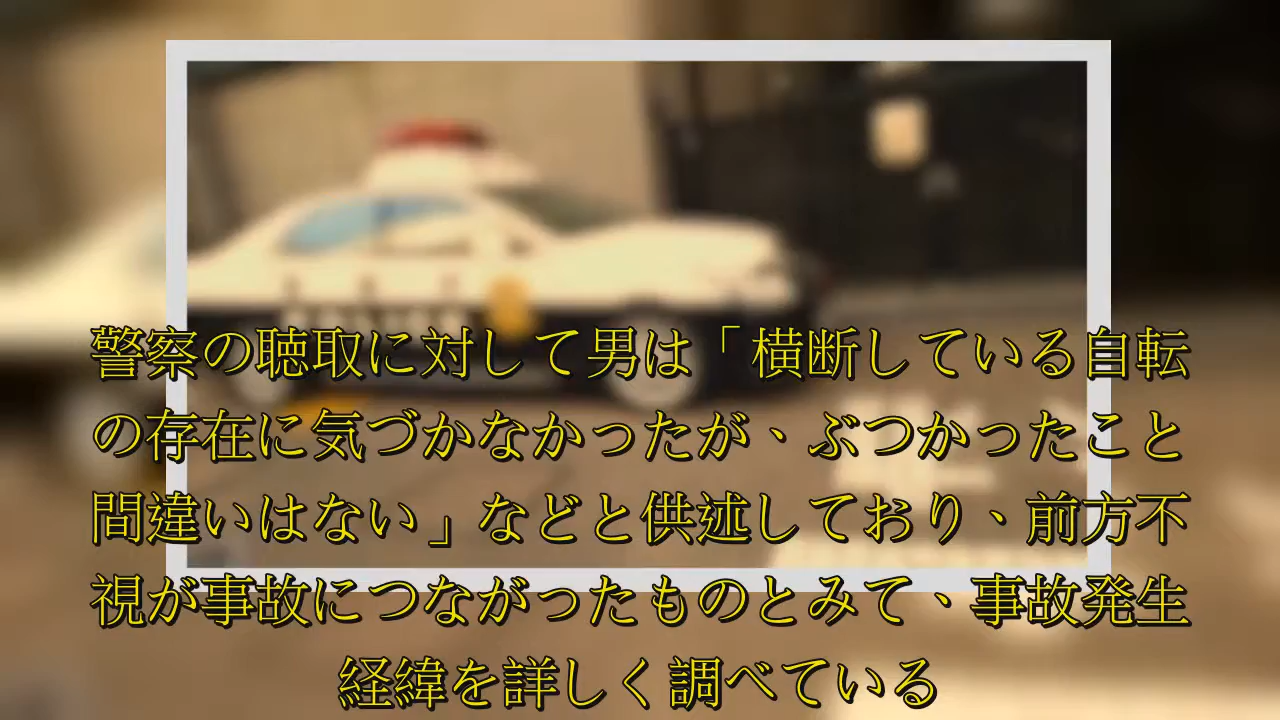 警察の聴取に対して男は「横断している自転
の存在に気づかなかったが、ぶつかったこと
間違いはない」などと供述しており、前方不
視が事故につながったものとみて、事故発生
経緯を詳しく調べている